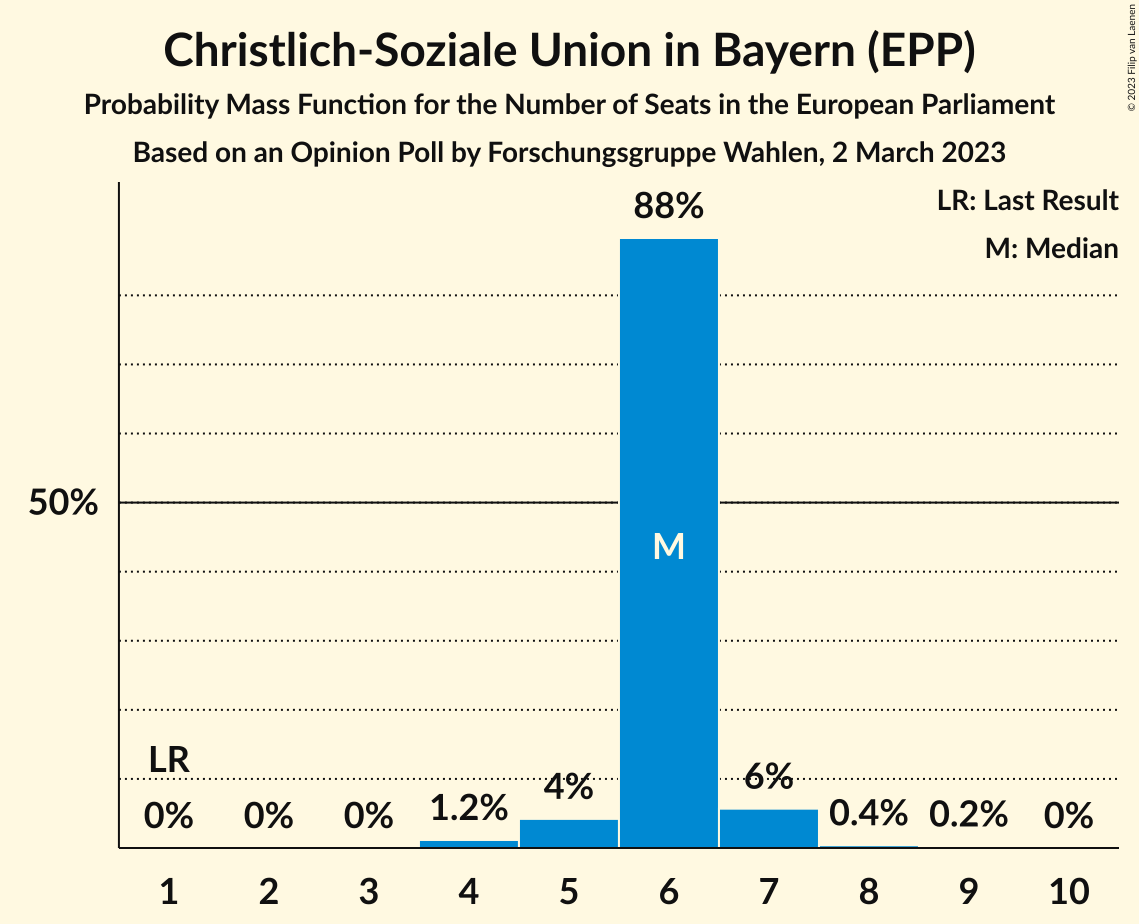 Christlich-Soziale Union in Bayern (EPP)
Probability Mass Function for the Number of Seats in the European Parliament
Based on an Opinion Poll by Forschungsgruppe Wahlen, 2 March 2023
© 2023 Filip van Laenen
LR: Last Result
M: Median
88%
50%
M
LR
0%
0%
0%
1.2%
4%
6%
0.4%
0.2%
0%
1 2 3 4 5 6 7 8 9 10